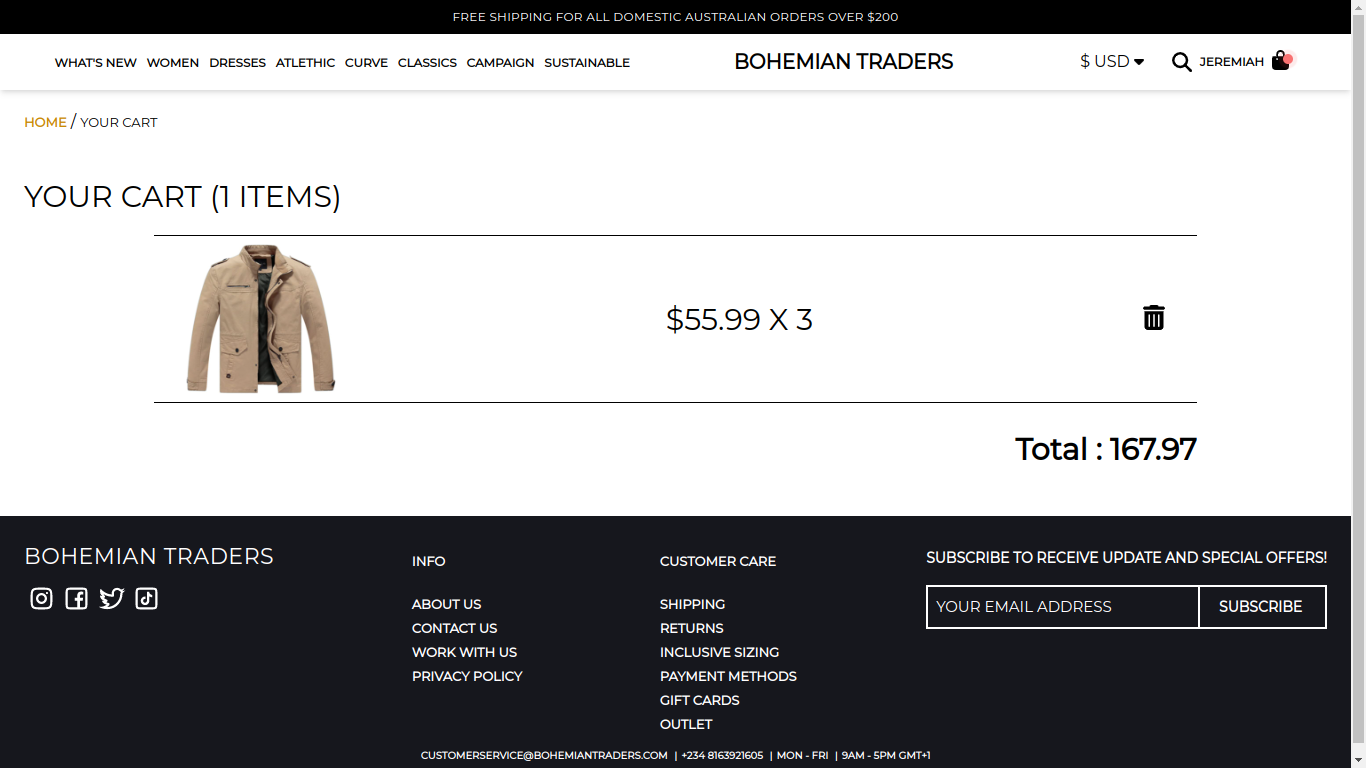 FREE SHIPPING FOR ALL DOMESTIC AUSTRALIAN ORDERS OVER $200
WHAT'S NEW WOMEN DRESSES ATLETHIC CURVE CLASSICS CAMPAIGN SUSTAINABLE BOHEMIAN TRADERS $ USD JEREMIAH
HOME / YOUR CART
YOUR CART (1 ITEMS)
$55.99 X 3
Total : 167.97
BOHEMIAN TRADERS
INFO
ABOUT US
CONTACT US
WORK WITH US
PRIVACY POLICY
CUSTOMER CARE
SHIPPING
RETURNS
INCLUSIVE SIZING
PAYMENT METHODS
GIFT CARDS
OUTLET
SUBSCRIBE TO RECEIVE UPDATE AND SPECIAL OFFERS!
YOUR EMAIL ADDRESS SUBSCRIBE
CUSTOMERSERVICE@BOHEMIANTRADERS.COM | +234 8163921605 | MON - FRI | 9AM - 5PM GMT+1